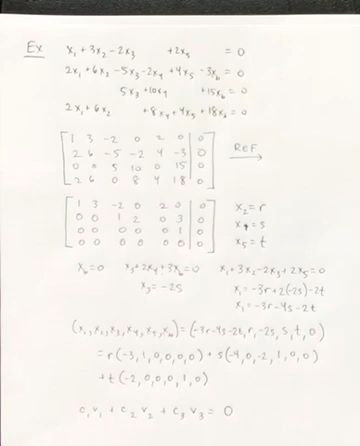 Ex x₁ + 3x₂ - 2x₃ + 2x₅ = 0
2x₁ + 6x₂ - 5x₃ - 2x₄ + 4x₅ - 3x₆ = 0
5x₃ + 10x₄ + 15x₆ = 0
2x₁ + 6x₂ + 8x₄ + 4x₅ + 18x₆ = 0
[1 3 -2 0 2 0 | 0]
[2 6 -5 -2 4 -3 | 0] REF →
[0 0 5 10 0 15 | 0]
[2 6 0 8 4 18 | 0]
[1 3 -2 0 2 0 | 0] x₂ = r
[0 0 1 2 0 3 | 0] x₄ = s
[0 0 0 0 0 1 | 0] x₅ = t
[0 0 0 0 0 0 | 0]
x₆ = 0 x₃ + 2x₄ + 3x₆ = 0 x₁ + 3x₂ - 2x₃ + 2x₅ = 0
x₃ = -2s x₁ = -3r + 2(-2s) - 2t
x₁ = -3r - 4s - 2t
(x₁, x₂, x₃, x₄, x₅, x₆) = (-3r - 4s - 2t, r, -2s, s, t, 0)
= r(-3, 1, 0, 0, 0, 0) + s(-4, 0, -2, 1, 0, 0)
+ t(-2, 0, 0, 0, 1, 0)
c₁v₁ + c₂v₂ + c₃v₃ = 0